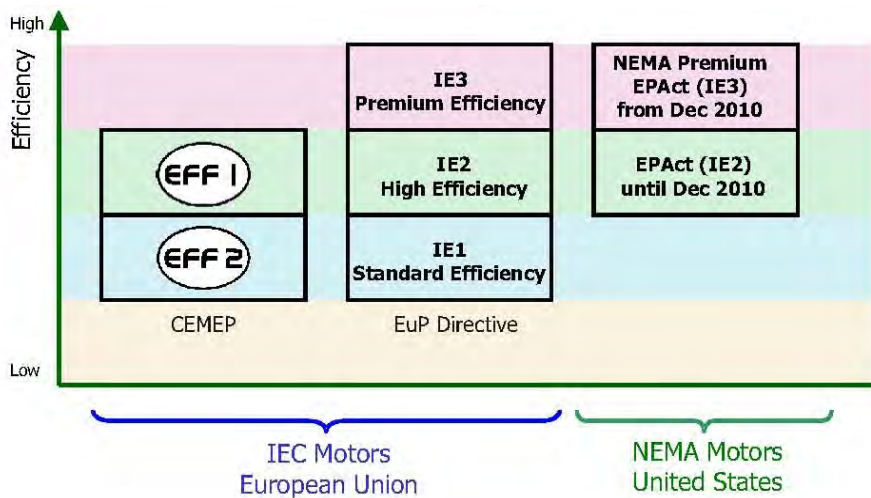 High
Efficiency
Low
EFF 1
EFF 2
CEMEP
IE3
Premium Efficiency
IE2
High Efficiency
IE1
Standard Efficiency
EuP Directive
NEMA Premium
EPAct (IE3)
from Dec 2010
EPAct (IE2)
until Dec 2010
IEC Motors
European Union
NEMA Motors
United States